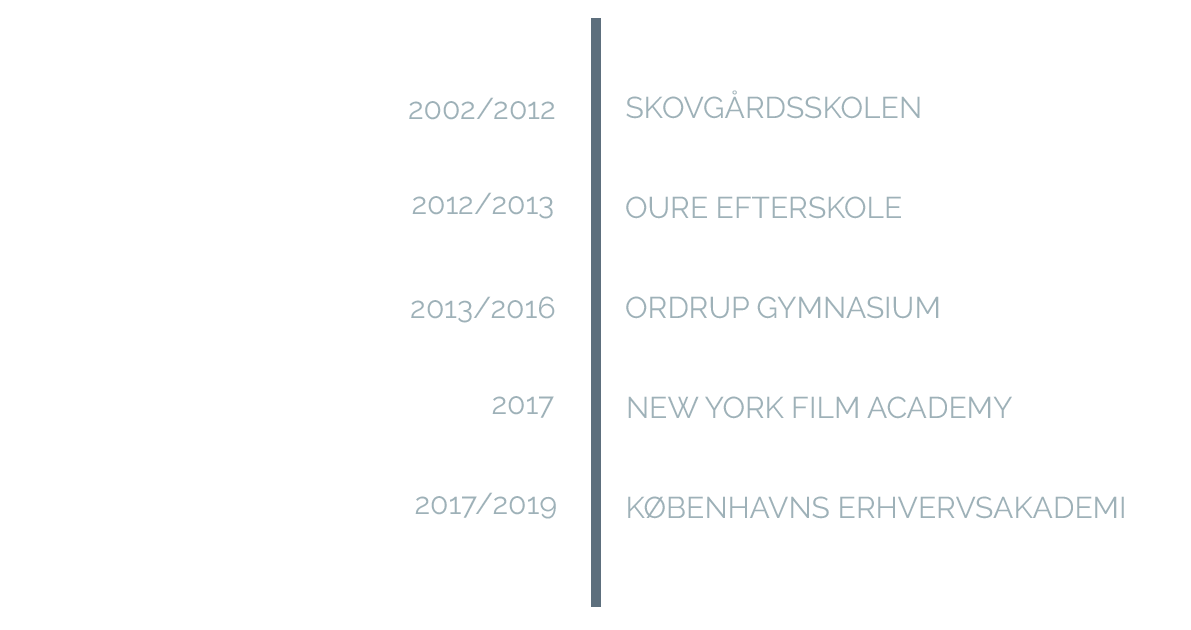 2002/2012 SKOVGÅRDSSKOLEN
2012/2013 OURE EFTERSKOLE
2013/2016 ORDRUP GYMNASIUM
2017 NEW YORK FILM ACADEMY
2017/2019 KØBENHAVNS ERHVERVSAKADEMI